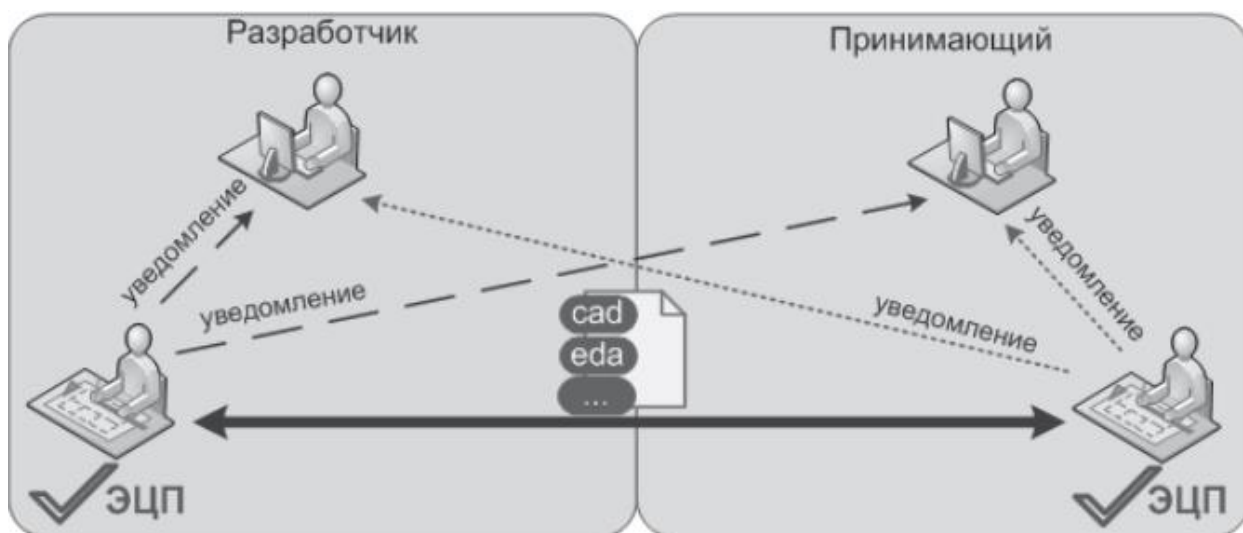 Разработчик
Принимающий
уведомление
уведомление
уведомление
уведомление
cad
eda
...
ЭЦП
ЭЦП